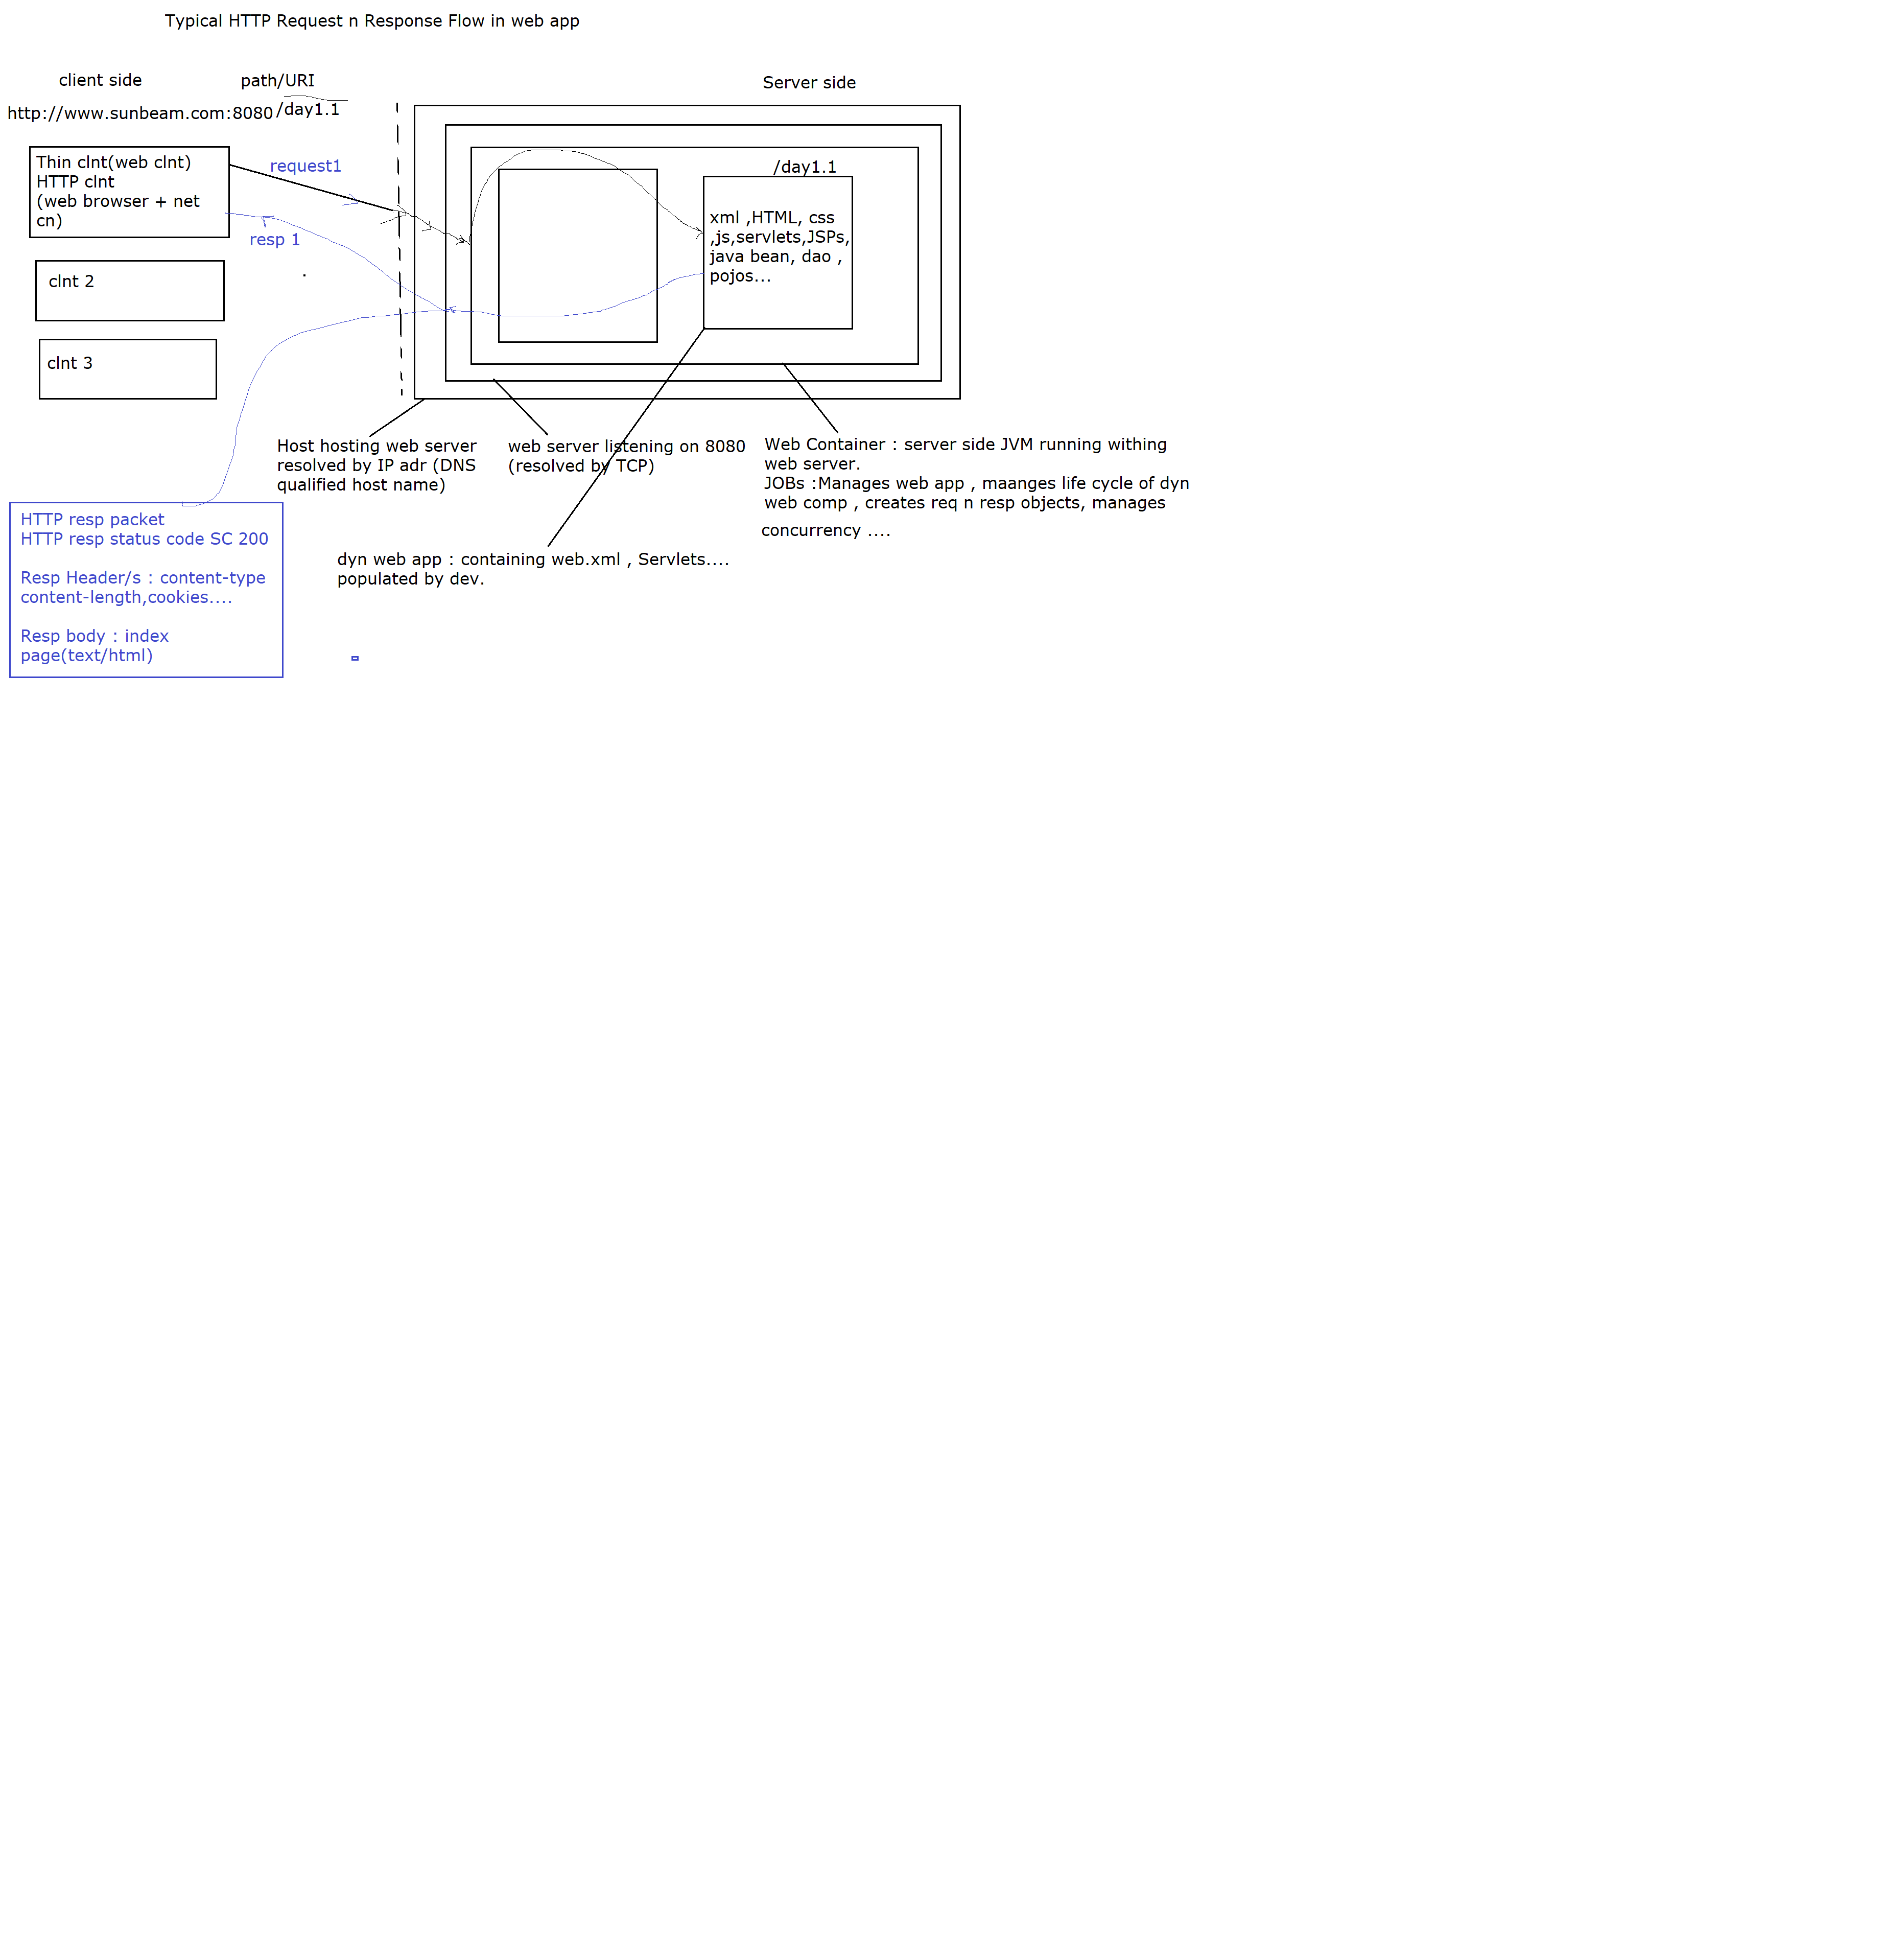 Typical HTTP Request n Response Flow in web app
client side
path/URI
Server side
http://www.sunbeam.com:8080
/day1.1
Thin clnt(web clnt)
HTTP clnt
(web browser + net
cn)
request1
resp 1
clnt 2
clnt 3
/day1.1
xml ,HTML, css
,js,servlets,JSPs,
java bean, dao ,
pojos...
Host hosting web server
resolved by IP adr (DNS
qualified host name)
web server listening on 8080
(resolved by TCP)
Web Container : server side JVM running withing
web server.
JOBs :Manages web app , maanges life cycle of dyn
web comp , creates req n resp objects, manages
concurrency ....
dyn web app : containing web.xml , Servlets....
populated by dev.
HTTP resp packet
HTTP resp status code SC 200
Resp Header/s : content-type
content-length,cookies....
Resp body : index
page(text/html)